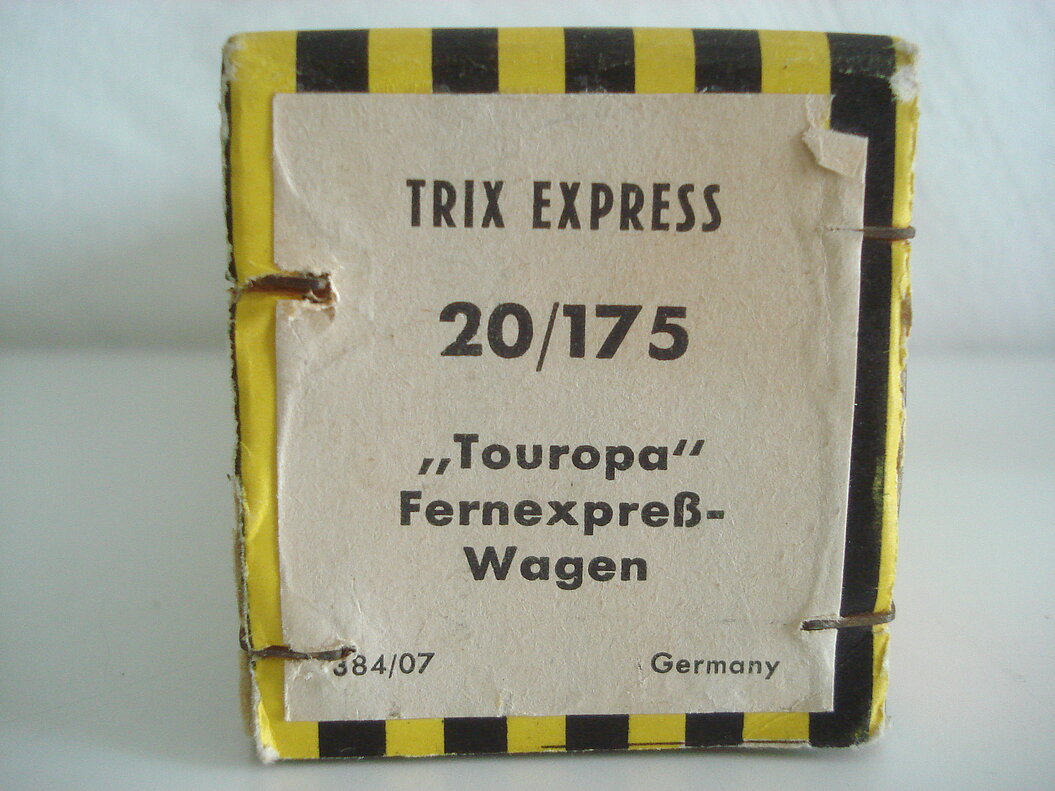 TRIX EXPRESS
20/175
„Touropa“
Fernexpreß-
Wagen
384/07 Germany